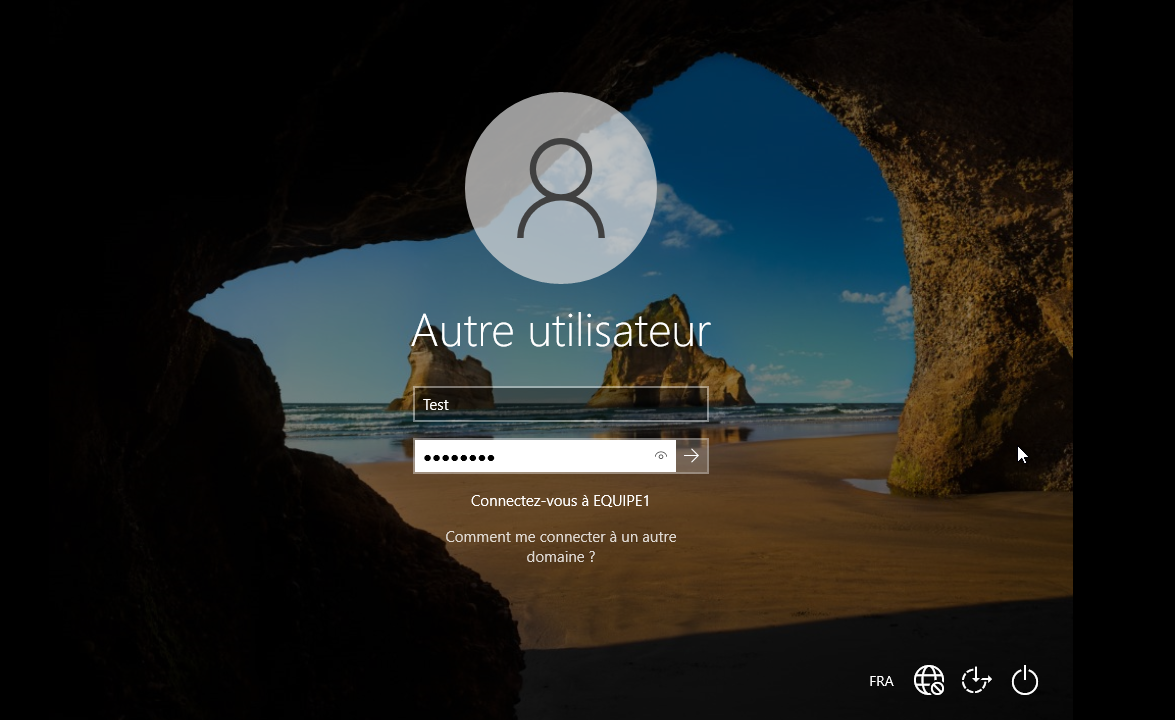 Autre utilisateur
Test
Connectez-vous à EQUIPE1
Comment me connecter à un autre
domaine ?
FRA